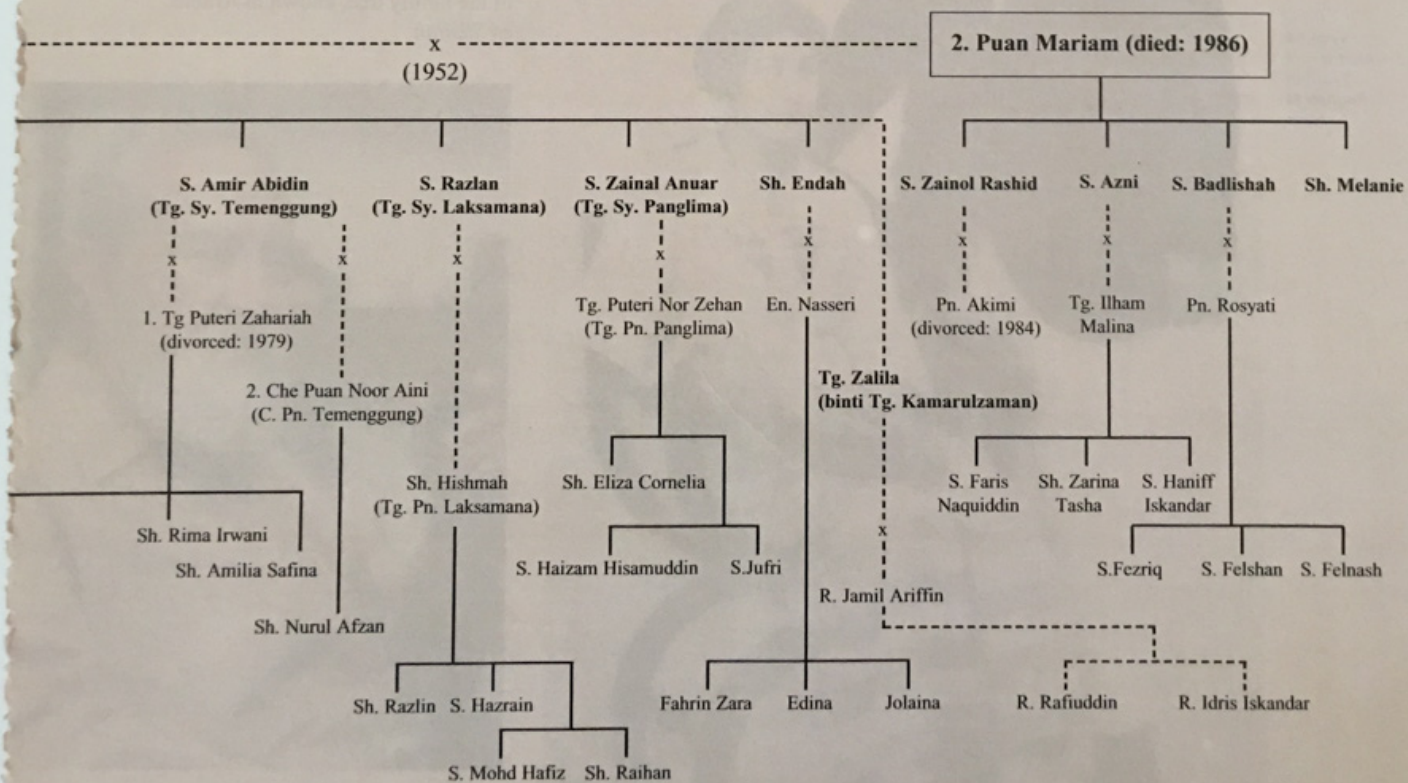 x
2. Puan Mariam (died: 1986)
(1952)
S. Amir Abidin
(Tg. Sy. Temenggung)
S. Razlan
(Tg. Sy. Laksamana)
S. Zainal Anuar
(Tg. Sy. Panglima)
Sh. Endah
S. Zainol Rashid
S. Azni
S. Badlishah
Sh. Melanie
x
x
x
x
x
x
x
x
1. Tg Puteri Zahariah
(divorced: 1979)
Tg. Puteri Nor Zehan
(Tg. Pn. Panglima)
En. Nasseri
Pn. Akimi
(divorced: 1984)
Tg. Ilham
Malina
Pn. Rosyati
2. Che Puan Noor Aini
(C. Pn. Temenggung)
Tg. Zalila
(binti Tg. Kamarulzaman)
Sh. Hishmah
(Tg. Pn. Laksamana)
Sh. Eliza Cornelia
S. Faris
Naquiddin
Sh. Zarina
Tasha
S. Haniff
Iskandar
Sh. Rima Irwani
x
Sh. Amilia Safina
S. Haizam Hisamuddin
S.Jufri
S.Fezriq
S. Felshan
S. Felnash
R. Jamil Ariffin
Sh. Nurul Afzan
Sh. Razlin
S. Hazrain
Fahrin Zara
Edina
Jolaina
R. Rafiuddin
R. Idris Iskandar
S. Mohd Hafiz
Sh. Raihan